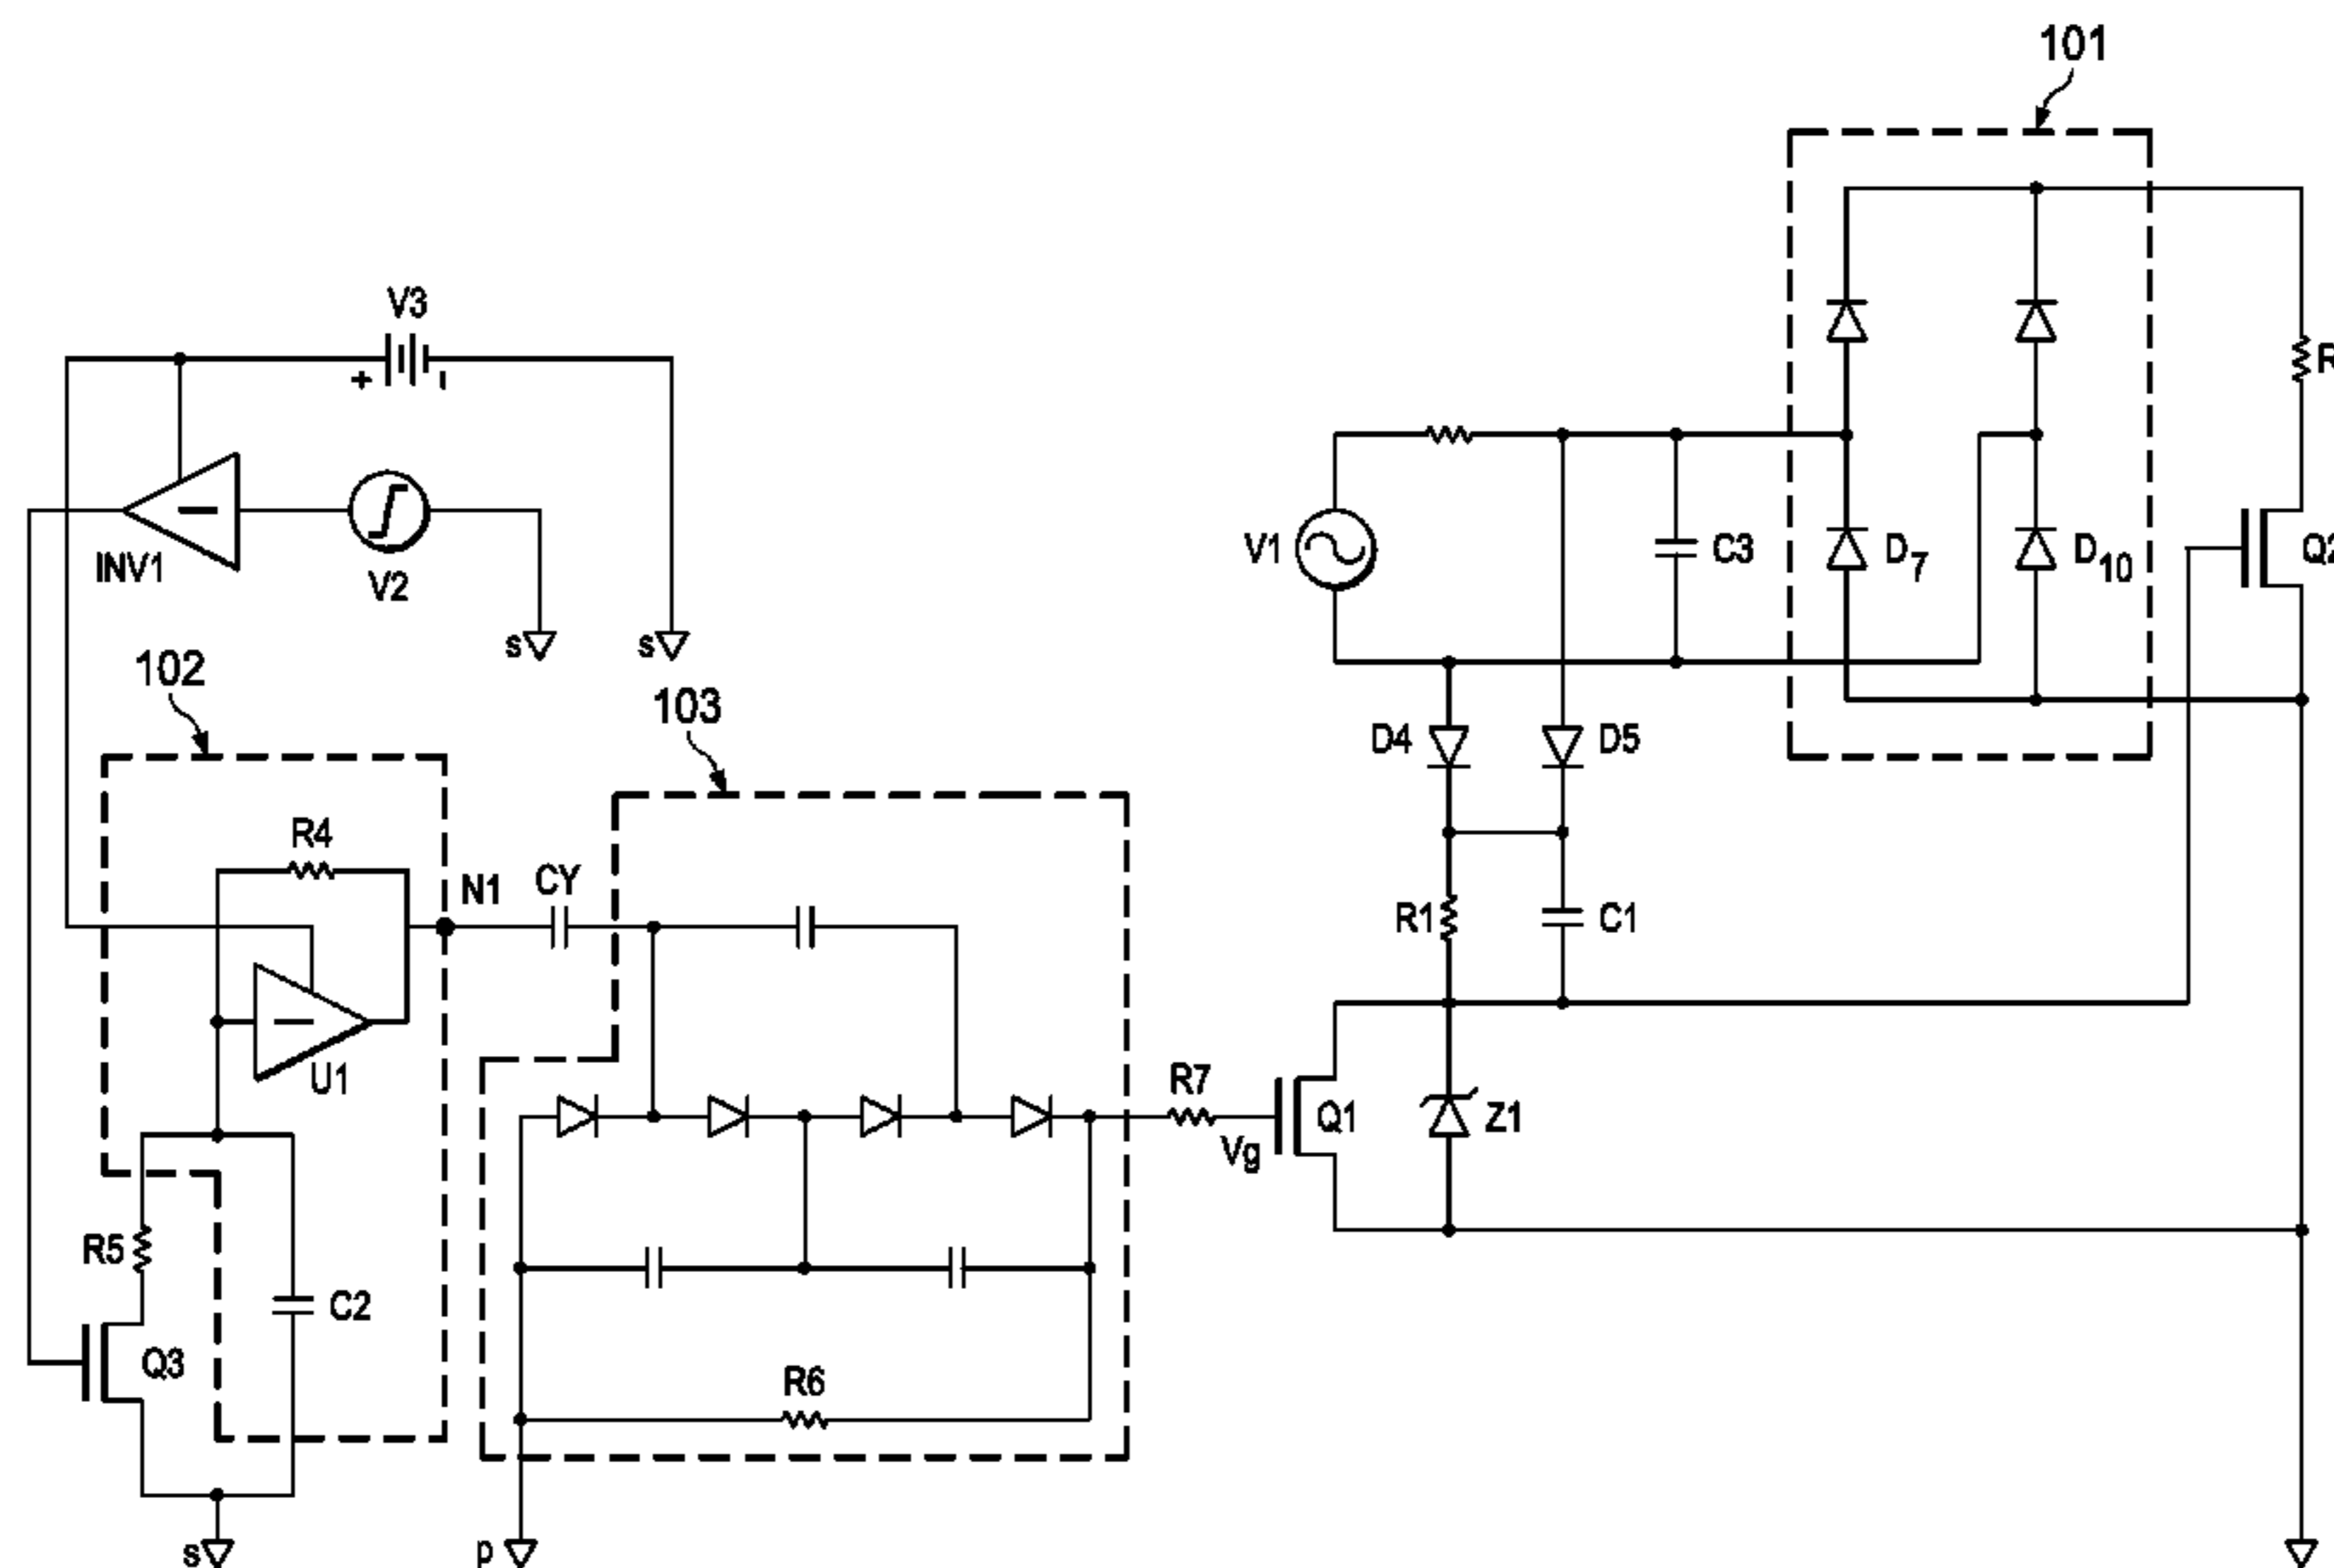 101
V3
+
-
R
V1
C3
D7
D10
Q2
INV1
V2
s
s
102
103
D4
D5
R4
N1
CY
R1
C1
U1
R7
Vg
Q1
Z1
R5
C2
Q3
R6
s
p